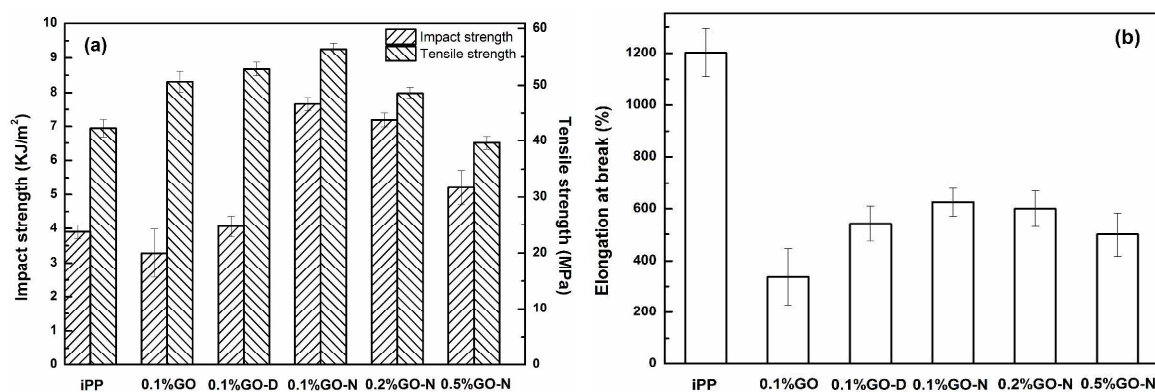 (a)
Impact strength
Tensile strength
Impact strength (KJ/m²)
10
9
8
7
6
5
4
3
2
1
0
Tensile strength (MPa)
60
50
40
30
20
10
0
iPP 0.1%GO 0.1%GO-D 0.1%GO-N 0.2%GO-N 0.5%GO-N
(b)
Elongation at break (%)
1200
1000
800
600
400
200
0
iPP 0.1%GO 0.1%GO-D 0.1%GO-N 0.2%GO-N 0.5%GO-N